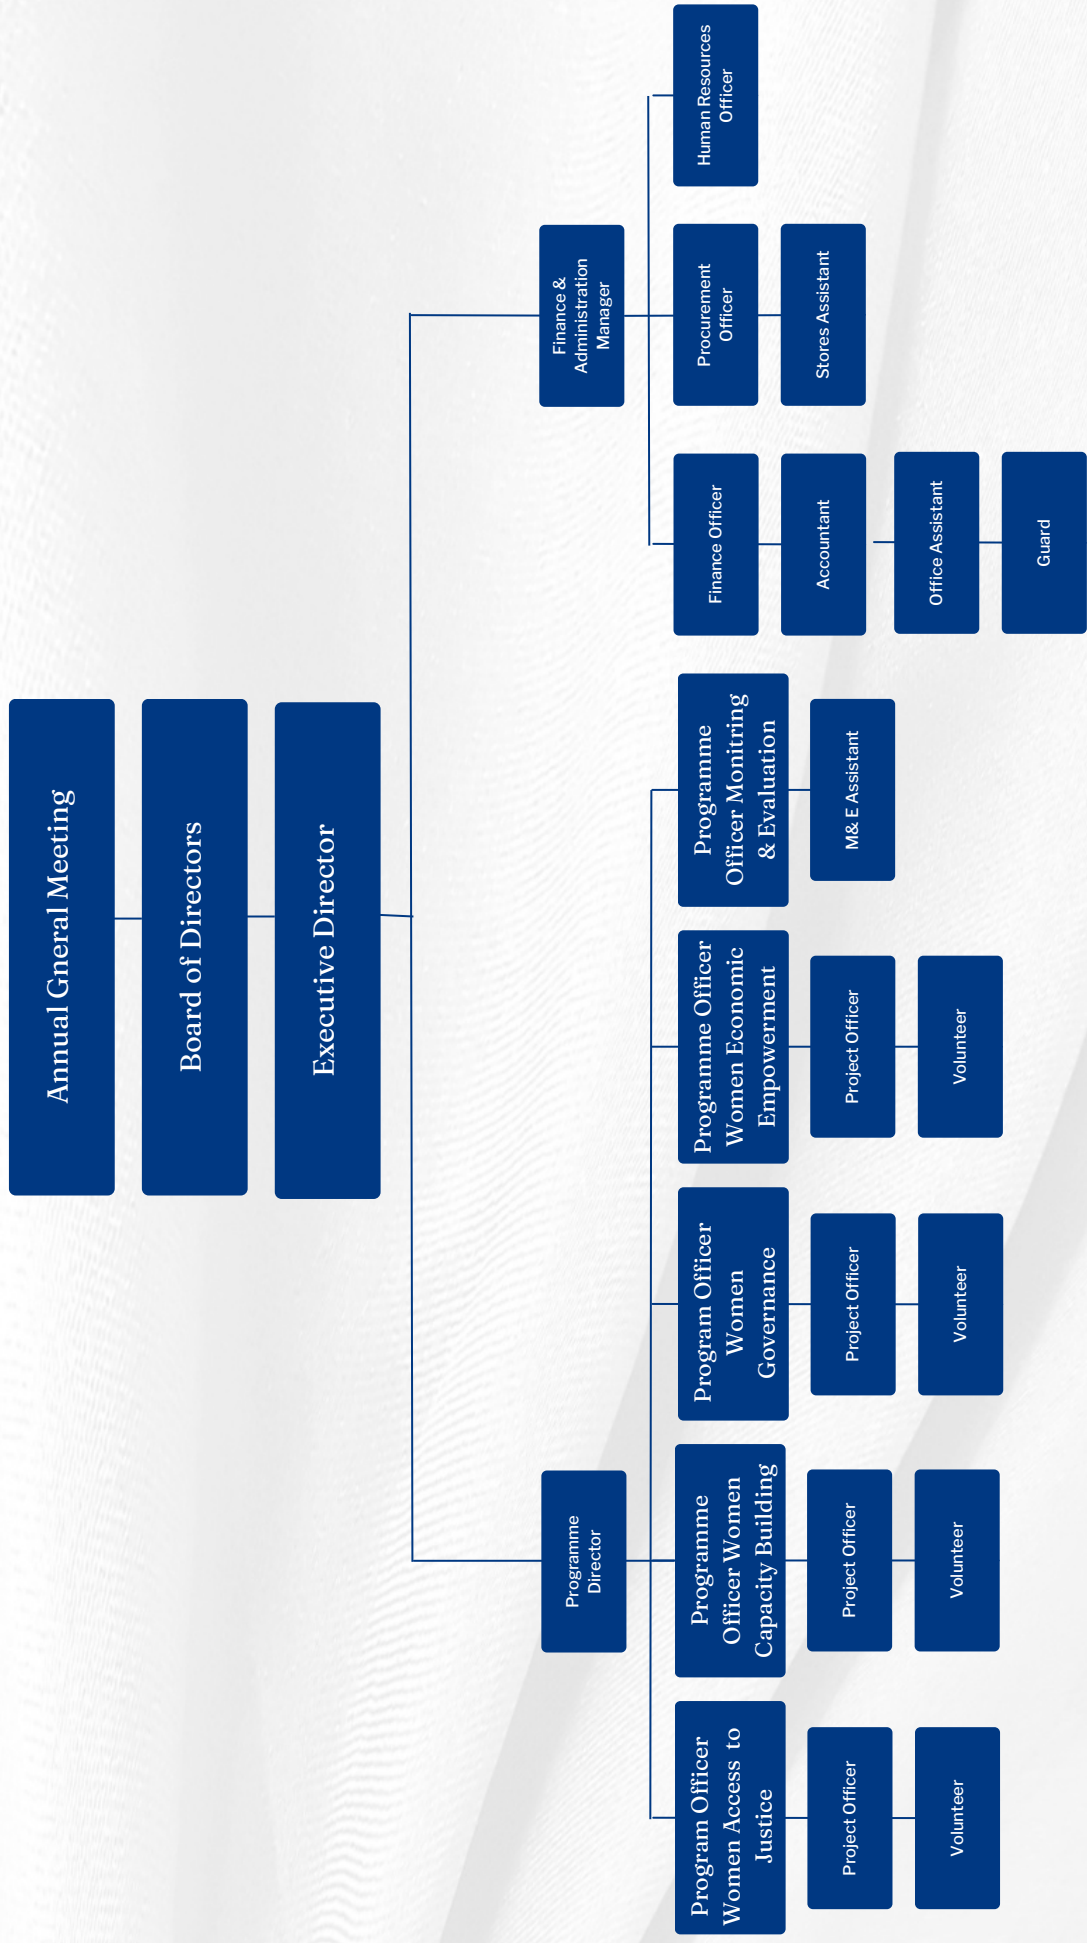 Annual Gneral Meeting
Board of Directors
Executive Director
Programme
Director
Finance &
Administration
Manager
Program Officer
Women Access to
Justice
Programme
Officer Women
Capacity Building
Program Officer
Women
Governance
Programme Officer
Women Economic
Empowerment
Programme
Officer Monitring
& Evaluation
Finance Officer
Procurement
Officer
Human Resources
Officer
Project Officer
Project Officer
Project Officer
Project Officer
M& E Assistant
Accountant
Stores Assistant
Volunteer
Volunteer
Volunteer
Volunteer
Office Assistant
Guard